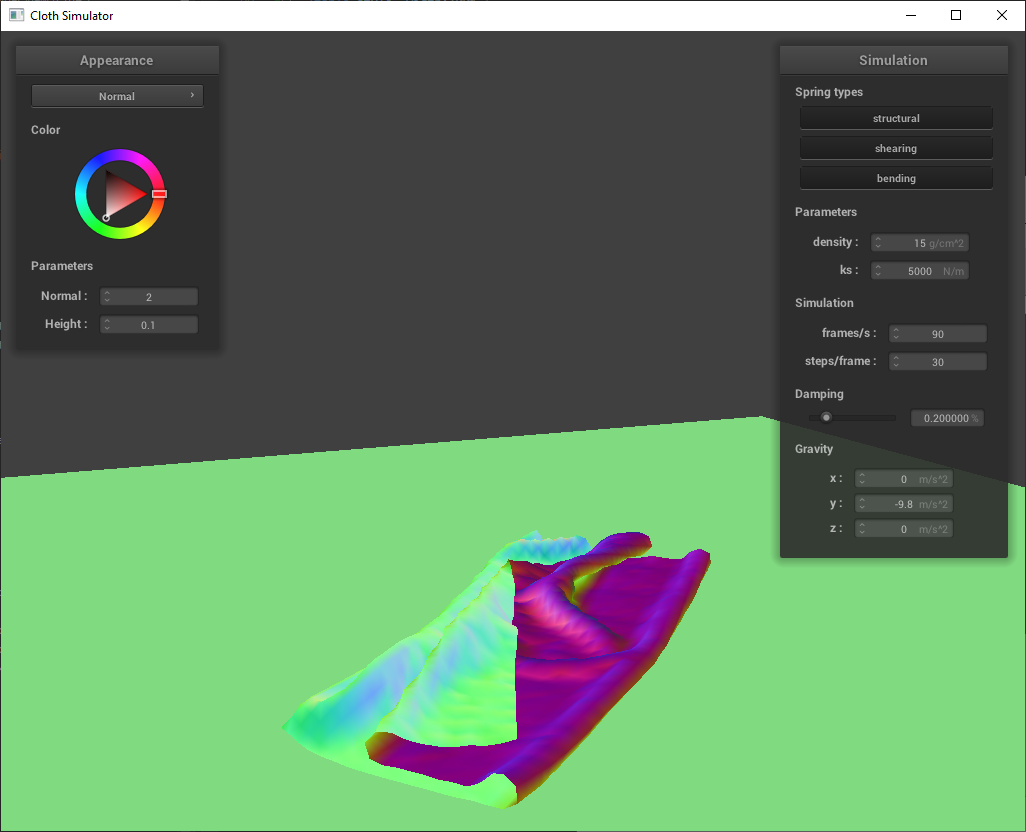 Cloth Simulator
Appearance
Normal
Color
Parameters
Normal : 2
Height : 0.1
Simulation
Spring types
structural
shearing
bending
Parameters
density : 15 g/cm^2
ks : 5000 N/m
Simulation
frames/s : 90
steps/frame : 30
Damping
0.200000 %
Gravity
x : 0 m/s^2
y : -9.8 m/s^2
z : 0 m/s^2